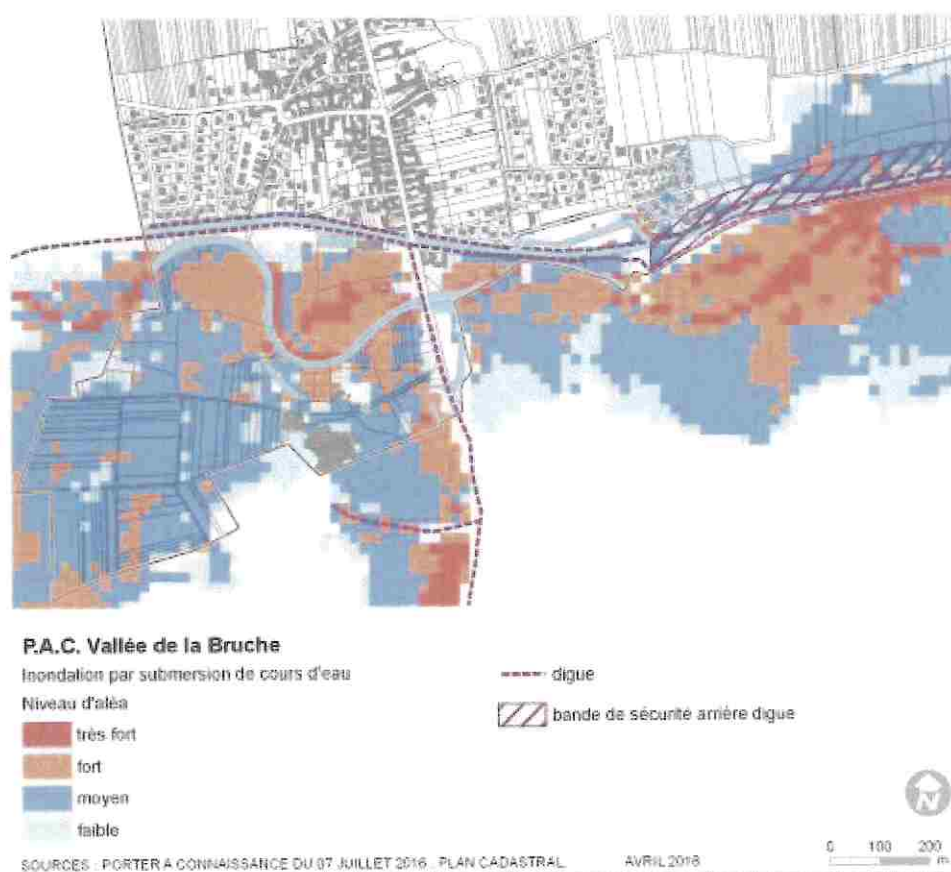 P.A.C. Vallée de la Bruche
Inondation par submersion de cours d'eau
Niveau d'aléa
très fort
fort
moyen
faible
digue
bande de sécurité arrière digue
N
SOURCES : PORTER A CONNAISSANCE DU 07 JUILLET 2016 . PLAN CADASTRAL AVRIL 2018
0 100 200
m